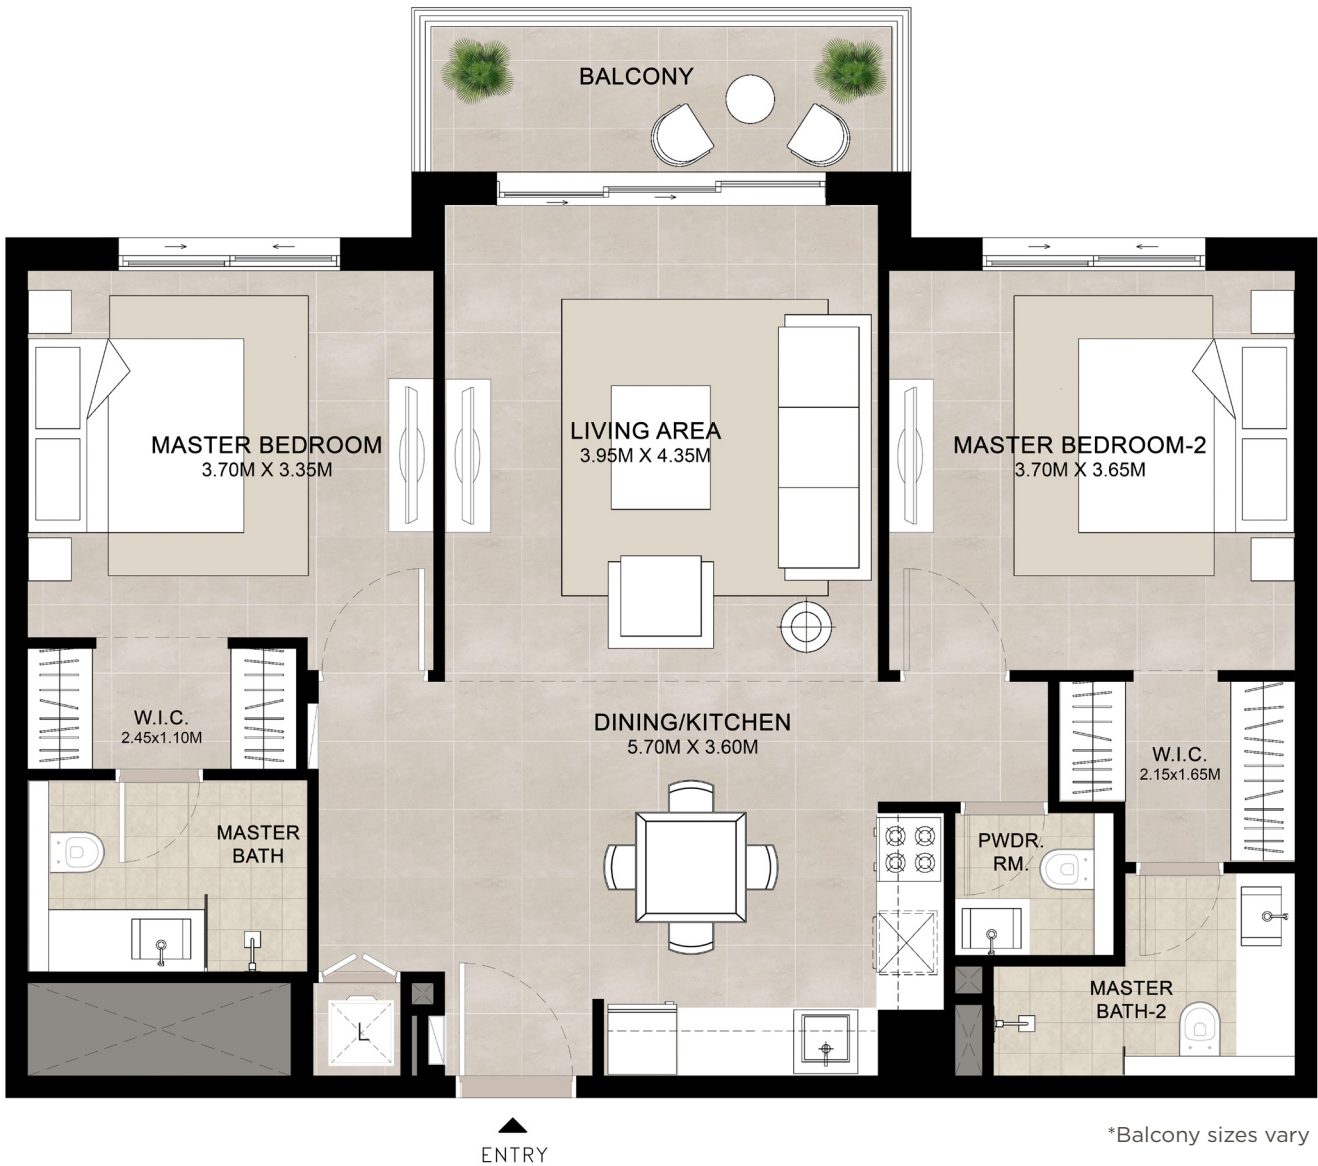 BALCONY
MASTER BEDROOM
3.70M X 3.35M
LIVING AREA
3.95M X 4.35M
MASTER BEDROOM-2
3.70M X 3.65M
W.I.C.
2.45x1.10M
DINING/KITCHEN
5.70M X 3.60M
W.I.C.
2.15x1.65M
MASTER
BATH
PWDR.
RM.
MASTER
BATH-2
L
ENTRY
*Balcony sizes vary